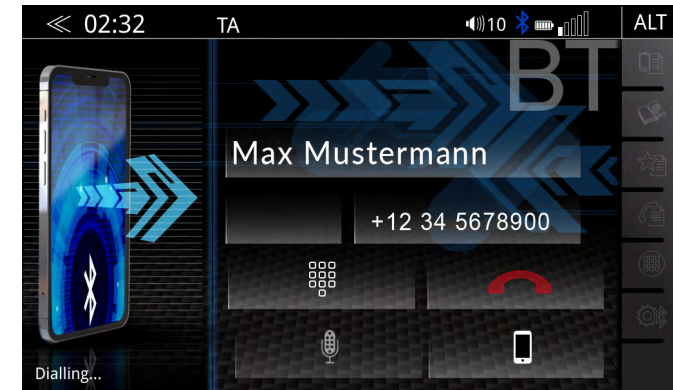 02:32
TA
10
ALT
BT
Max Mustermann
+12 34 5678900
Dialling...